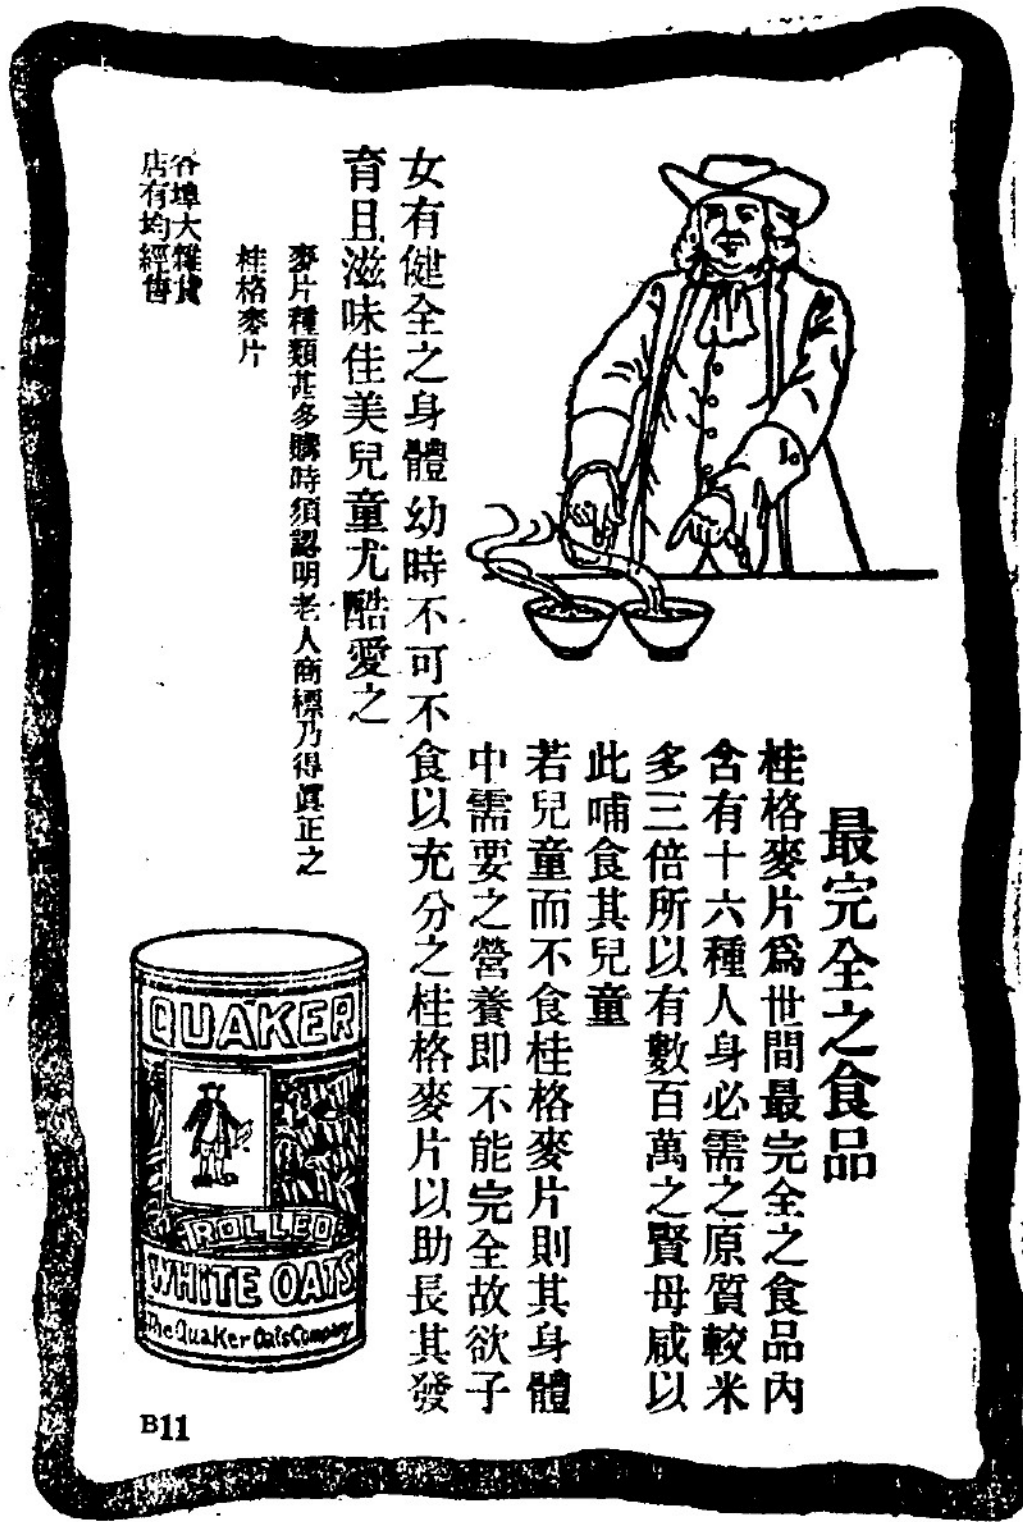 最完全之食品
桂格麥片爲世間最完全之食品內
含有十六種人身必需之原質較米
多三倍所以有數百萬之賢母咸以
此哺食其兒童
若兒童而不食桂格麥片則其身體
中需要之營養即不能完全故欲子
女有健全之身體幼時不可不食以充分之桂格麥片以助長其發
育且滋味佳美兒童尤酷愛之
麥片種類甚多購時須認明老人商標乃得眞正之
桂格麥片
各埠大雜貨
店有均經售
QUAKER
ROLLED
WHITE OATS
The Quaker Oats Company
B11